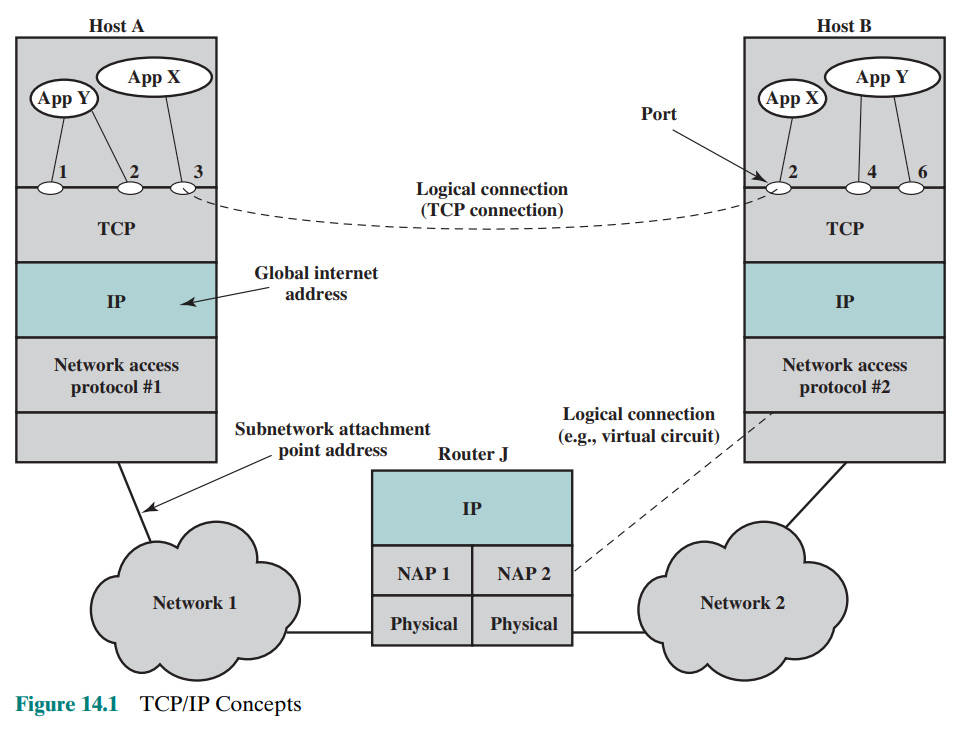 Host A
Host B
App X
App Y
App Y
App X
Port
1
2
3
2
4
6
Logical connection
(TCP connection)
TCP
TCP
Global internet
address
IP
IP
Network access
protocol #1
Network access
protocol #2
Logical connection
(e.g., virtual circuit)
Subnetwork attachment
point address
Router J
IP
NAP 1
NAP 2
Network 1
Network 2
Physical
Physical
Figure 14.1 TCP/IP Concepts